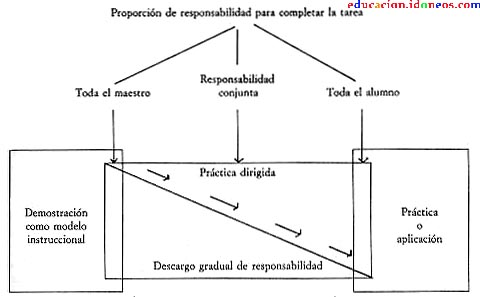 educacion.idoneos.com
Proporción de responsabilidad para completar la tarea
Toda el maestro
Responsabilidad
conjunta
Toda el alumno
Práctica dirigida
Demostración
como modelo
instruccional
Práctica
o
aplicación
Descargo gradual de responsabilidad